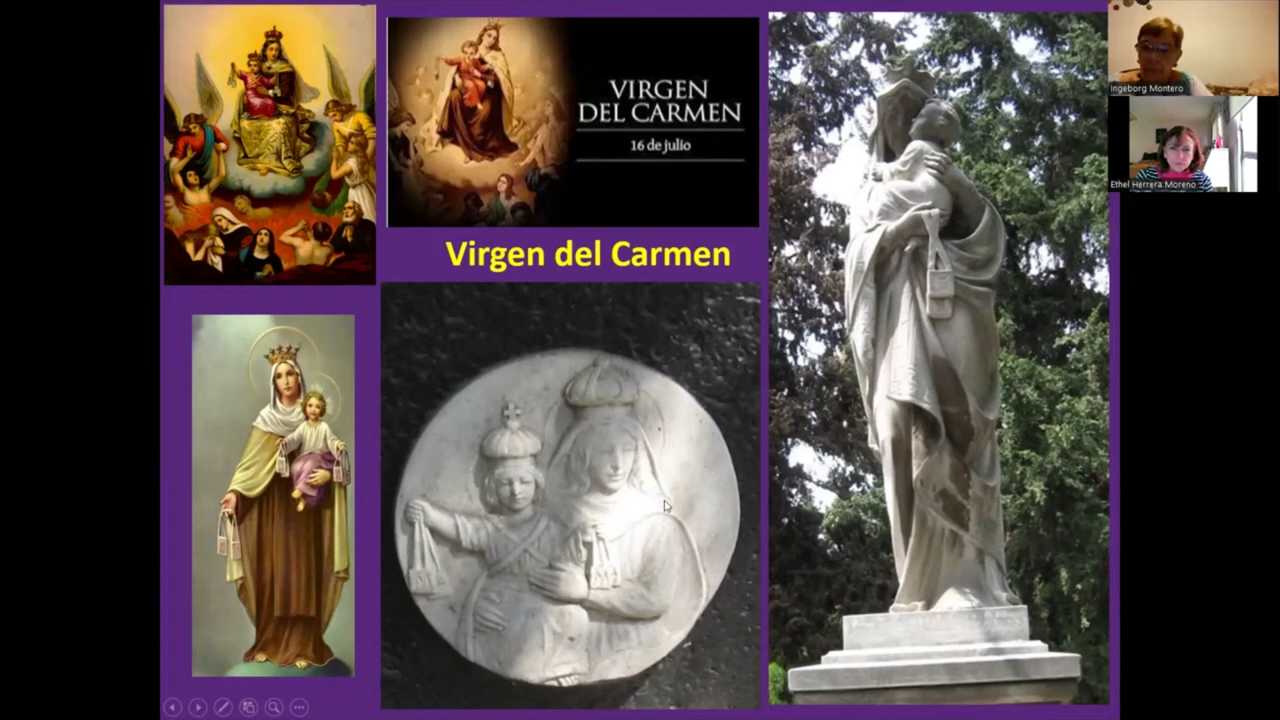 VIRGEN
DEL CARMEN
16 de julio
Virgen del Carmen
Ingeborg Montero
Ethel Herrera Moreno